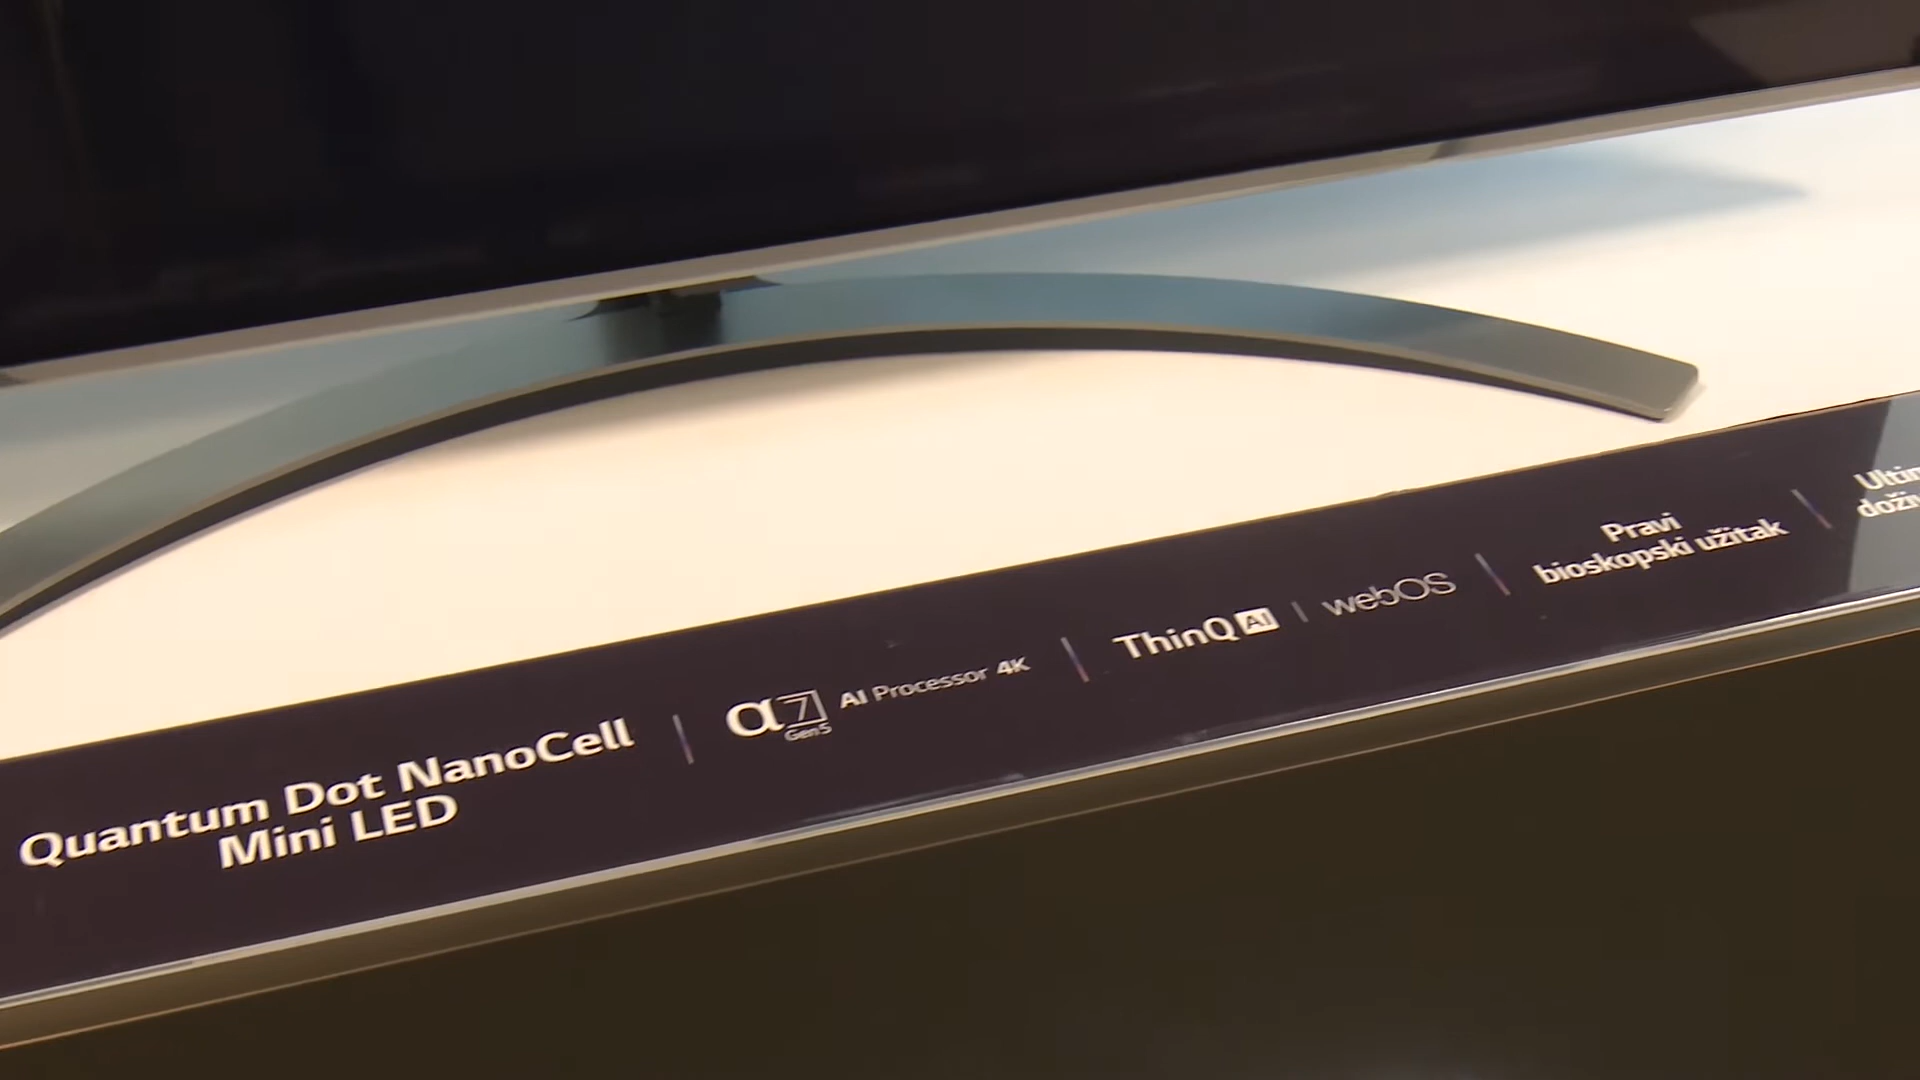 Quantum Dot NanoCell
Mini LED
α7 Gen5 AI Processor 4K
ThinQ AI webOS
Pravi
bioskopski užitak